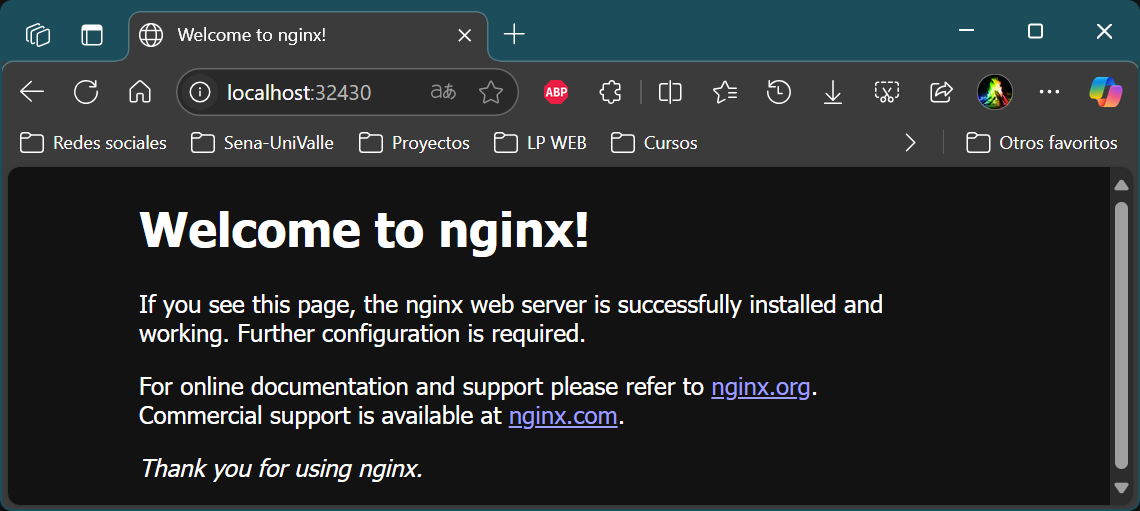 Welcome to nginx!
localhost:32430
aあ
ABP
Redes sociales
Sena-UniValle
Proyectos
LP WEB
Cursos
Otros favoritos
Welcome to nginx!
If you see this page, the nginx web server is successfully installed and
working. Further configuration is required.
For online documentation and support please refer to nginx.org.
Commercial support is available at nginx.com.
Thank you for using nginx.